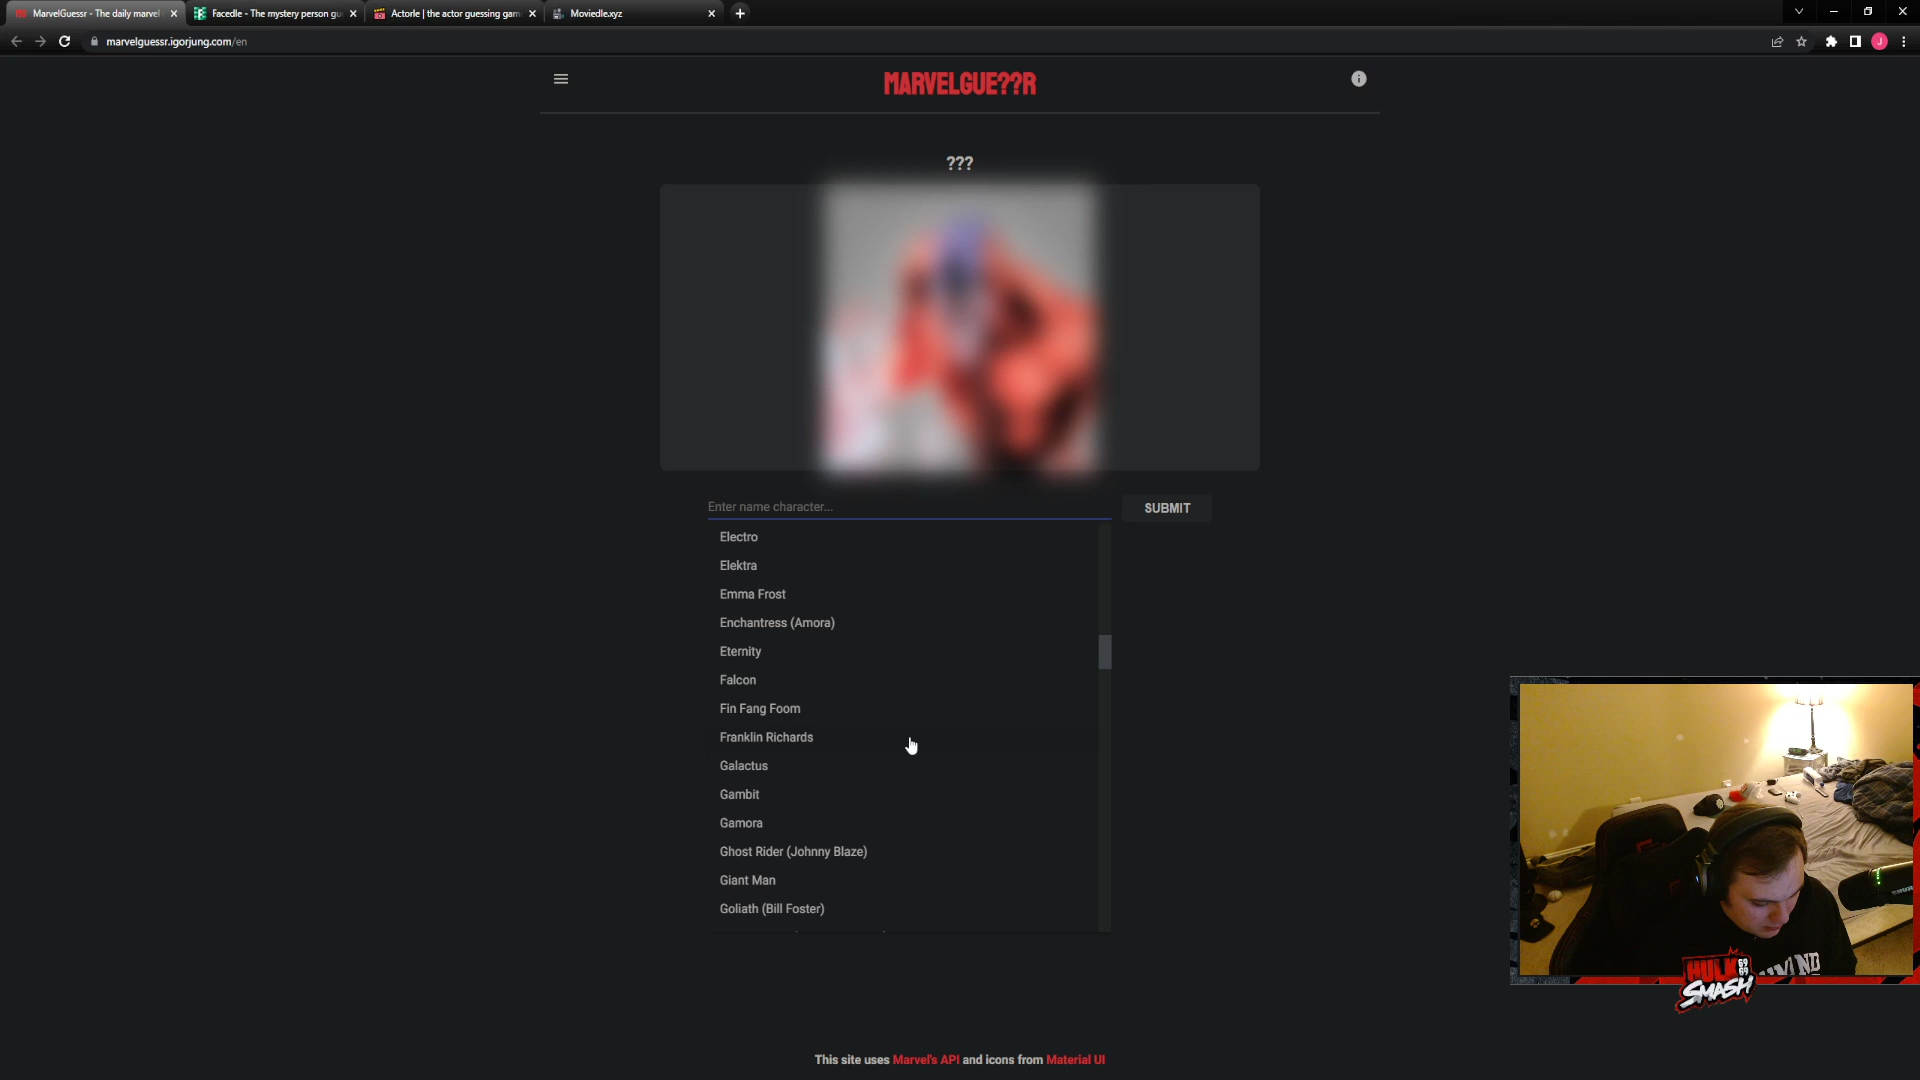 MarvelGuessr - The daily marvel
Facedle - The mystery person gu
Actorle | the actor guessing gam
Moviedle.xyz
marvelguessr.igorjung.com/en
J
MARVELGUE??R
???
Enter name character...
SUBMIT
Electro
Elektra
Emma Frost
Enchantress (Amora)
Eternity
Falcon
Fin Fang Foom
Franklin Richards
Galactus
Gambit
Gamora
Ghost Rider (Johnny Blaze)
Giant Man
Goliath (Bill Foster)
HULK
69
69
SMASH
This site uses Marvel's API and icons from Material UI